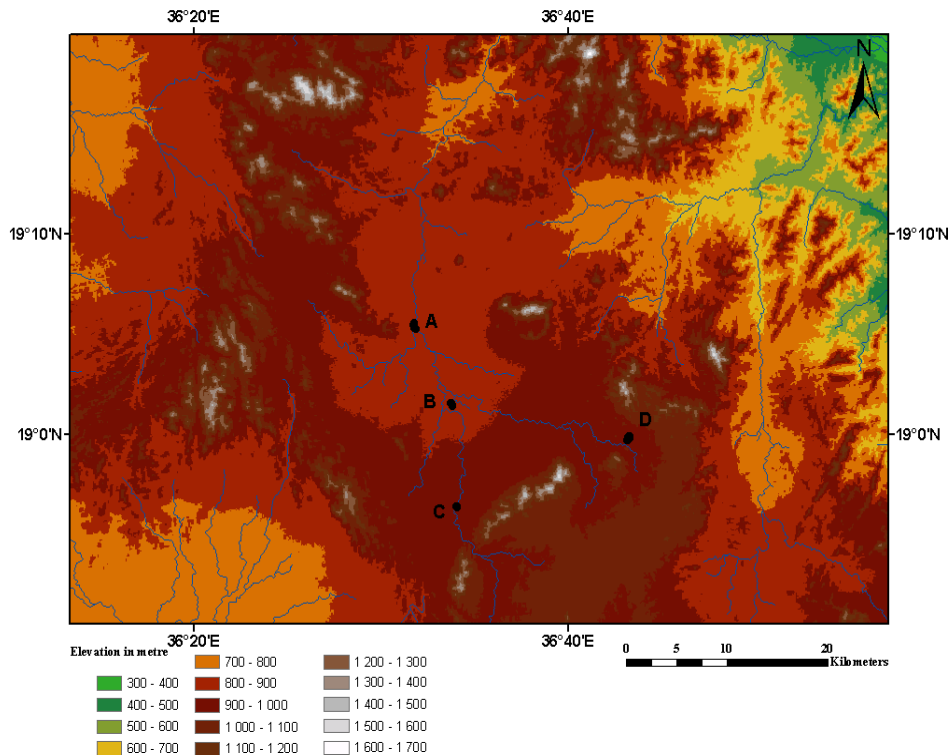 36°20'E 36°40'E
N
19°10'N 19°10'N
A
B
D
19°0'N 19°0'N
C
36°20'E 36°40'E
Elevation in metre
0 5 10 20
Kilometers
300 - 400
400 - 500
500 - 600
600 - 700
700 - 800
800 - 900
900 - 1 000
1 000 - 1 100
1 100 - 1 200
1 200 - 1 300
1 300 - 1 400
1 400 - 1 500
1 500 - 1 600
1 600 - 1 700